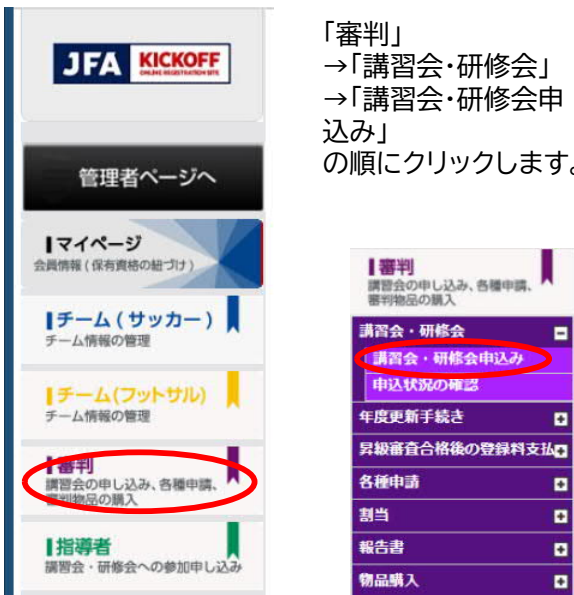 JFA KICKOFF
ONLINE REGISTRATION SITE
管理者ページへ
マイページ
会員情報(保有資格の紐づけ)
チーム(サッカー)
チーム情報の管理
チーム(フットサル)
チーム情報の管理
審判
講習会の申し込み、各種申請、
審判物品の購入
指導者
講習会・研修会への参加申し込み
「審判」
→「講習会・研修会」
→「講習会・研修会申
込み」
の順にクリックします。
審判
講習会の申し込み、各種申請、
審判物品の購入
講習会・研修会
講習会・研修会申込み
申込状況の確認
年度更新手続き
昇級審査合格後の登録料支払
各種申請
割当
報告書
物品購入